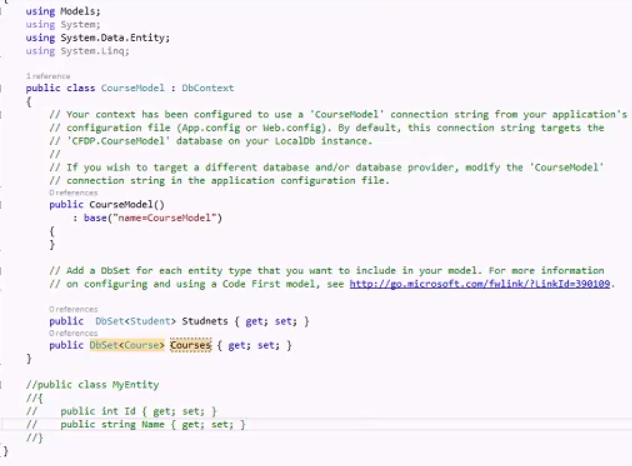 using Models;
using System;
using System.Data.Entity;
using System.Linq;
1 reference
public class CourseModel : DbContext
{
// Your context has been configured to use a 'CourseModel' connection string from your application's
// configuration file (App.config or Web.config). By default, this connection string targets the
// 'CFDP.CourseModel' database on your LocalDb instance.
//
// If you wish to target a different database and/or database provider, modify the 'CourseModel'
// connection string in the application configuration file.
0 references
public CourseModel()
: base("name=CourseModel")
{
}
// Add a DbSet for each entity type that you want to include in your model. For more information
// on configuring and using a Code First model, see http://go.microsoft.com/fwlink/?LinkId=390109.
0 references
public DbSet<Student> Studnets { get; set; }
0 references
public DbSet<Course> Courses { get; set; }
}
//public class MyEntity
//{
// public int Id { get; set; }
// public string Name { get; set; }
//}
}